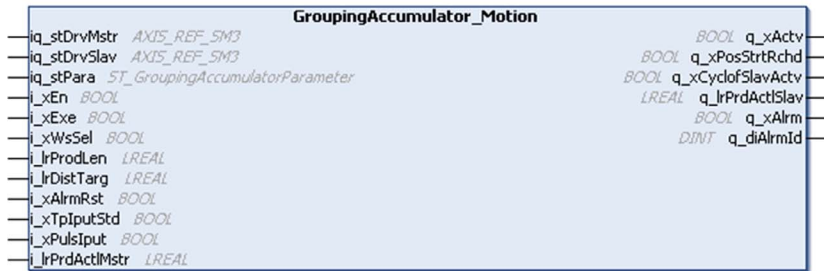 GroupingAccumulator_Motion
iq_stDrvMstr AXIS_REF_SM3 BOOL q_xActv
iq_stDrvSlav AXIS_REF_SM3 BOOL q_xPosStrtRchd
iq_stPara ST_GroupingAccumulatorParameter BOOL q_xCyclofSlavActv
i_xEn BOOL LREAL q_lrPrdActlSlav
i_xExe BOOL BOOL q_xAlrm
i_xWsSel BOOL DINT q_diAlrmId
i_lrProdLen LREAL
i_lrDistTarg LREAL
i_xAlrmRst BOOL
i_xTpIputStd BOOL
i_xPulsIput BOOL
i_lrPrdActlMstr LREAL